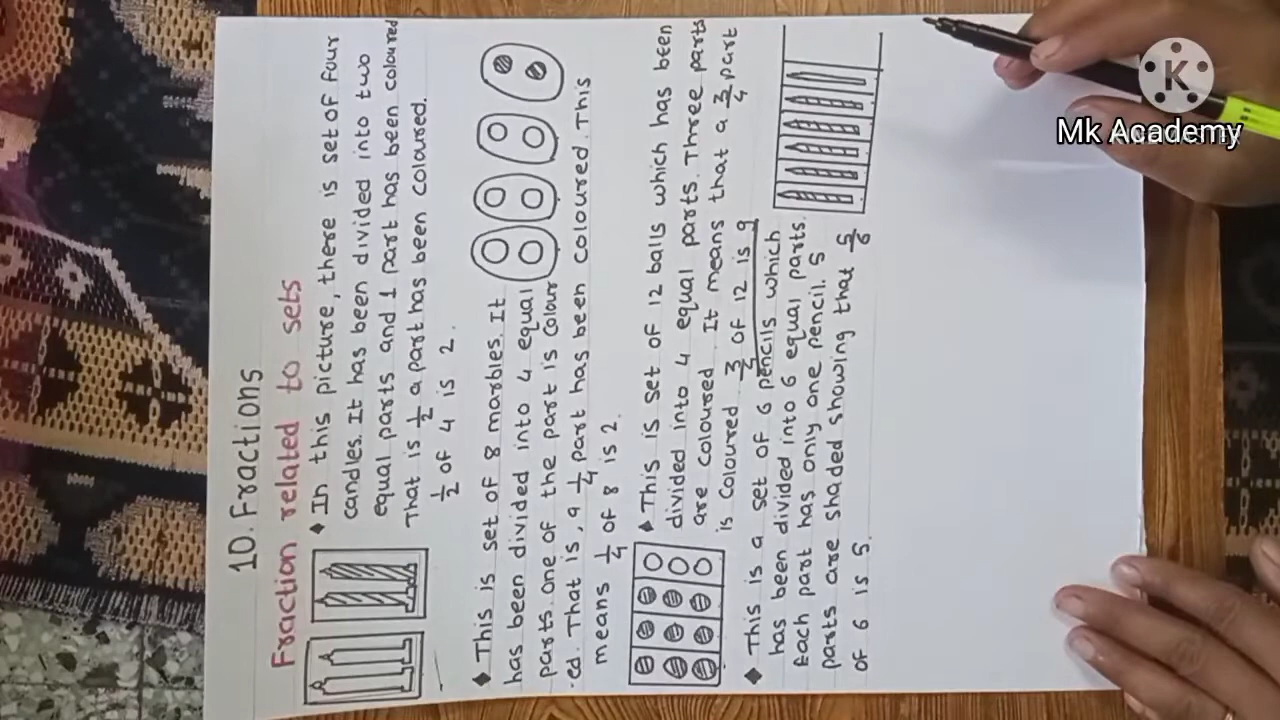 10. Fractions
Fraction related to sets
◆ In this picture, there is set of four
candles. It has been divided into two
equal parts and 1 part has been coloured
That is 1/2 a part has been coloured.
1/2 of 4 is 2.
◆ This is set of 8 marbles. It
has been divided into 4 equal
parts. one of the part is colour
-ed. That is, a 1/4 part has been coloured. This
means 1/4 of 8 is 2.
◆ This is set of 12 balls which has been
divided into 4 equal parts. Three parts
are coloured. It means that a 3/4 part
is coloured 3/2 of 12 is 9
◆ This is a set of 6 pencils which
has been divided into 6 equal parts.
Each part has only one pencil. 5
parts are shaded showing that 5/6
of 6 is 5.
Mk Academy
K